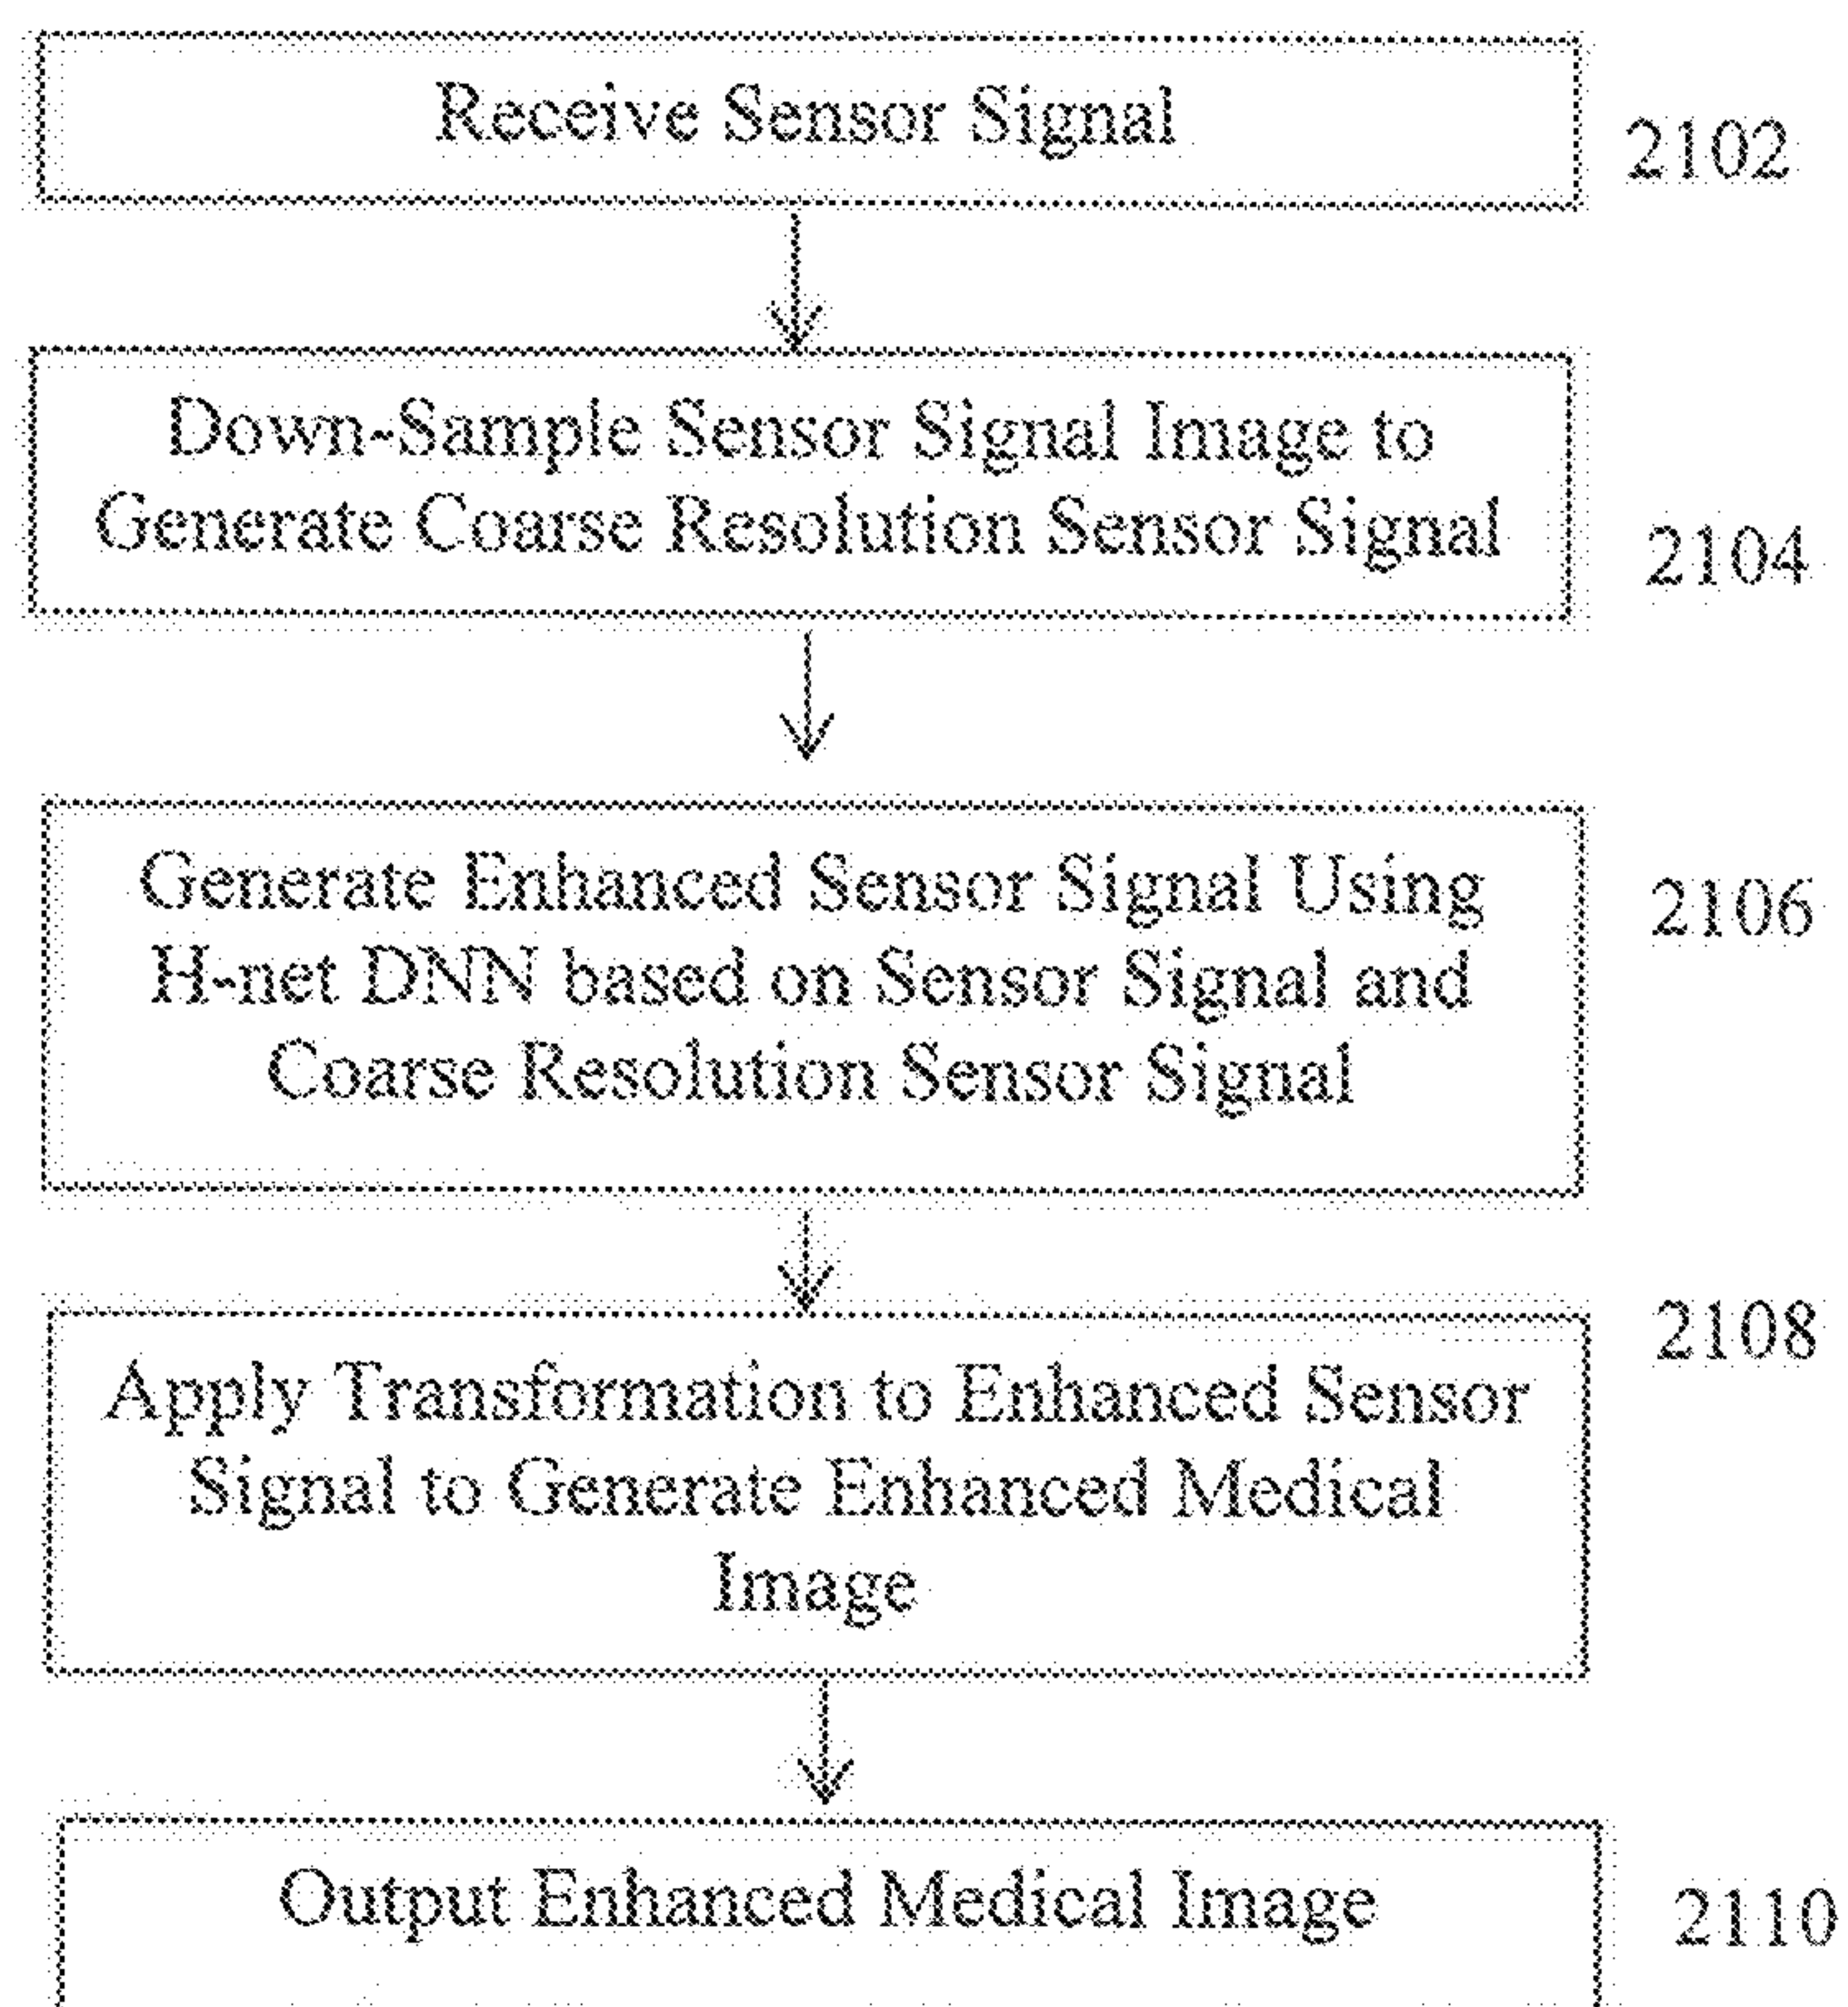 Receive Sensor Signal
2102
Down-Sample Sensor Signal Image to
Generate Coarse Resolution Sensor Signal
2104
Generate Enhanced Sensor Signal Using
H-net DNN based on Sensor Signal and
Coarse Resolution Sensor Signal
2106
Apply Transformation to Enhanced Sensor
Signal to Generate Enhanced Medical
Image
2108
Output Enhanced Medical Image
2110